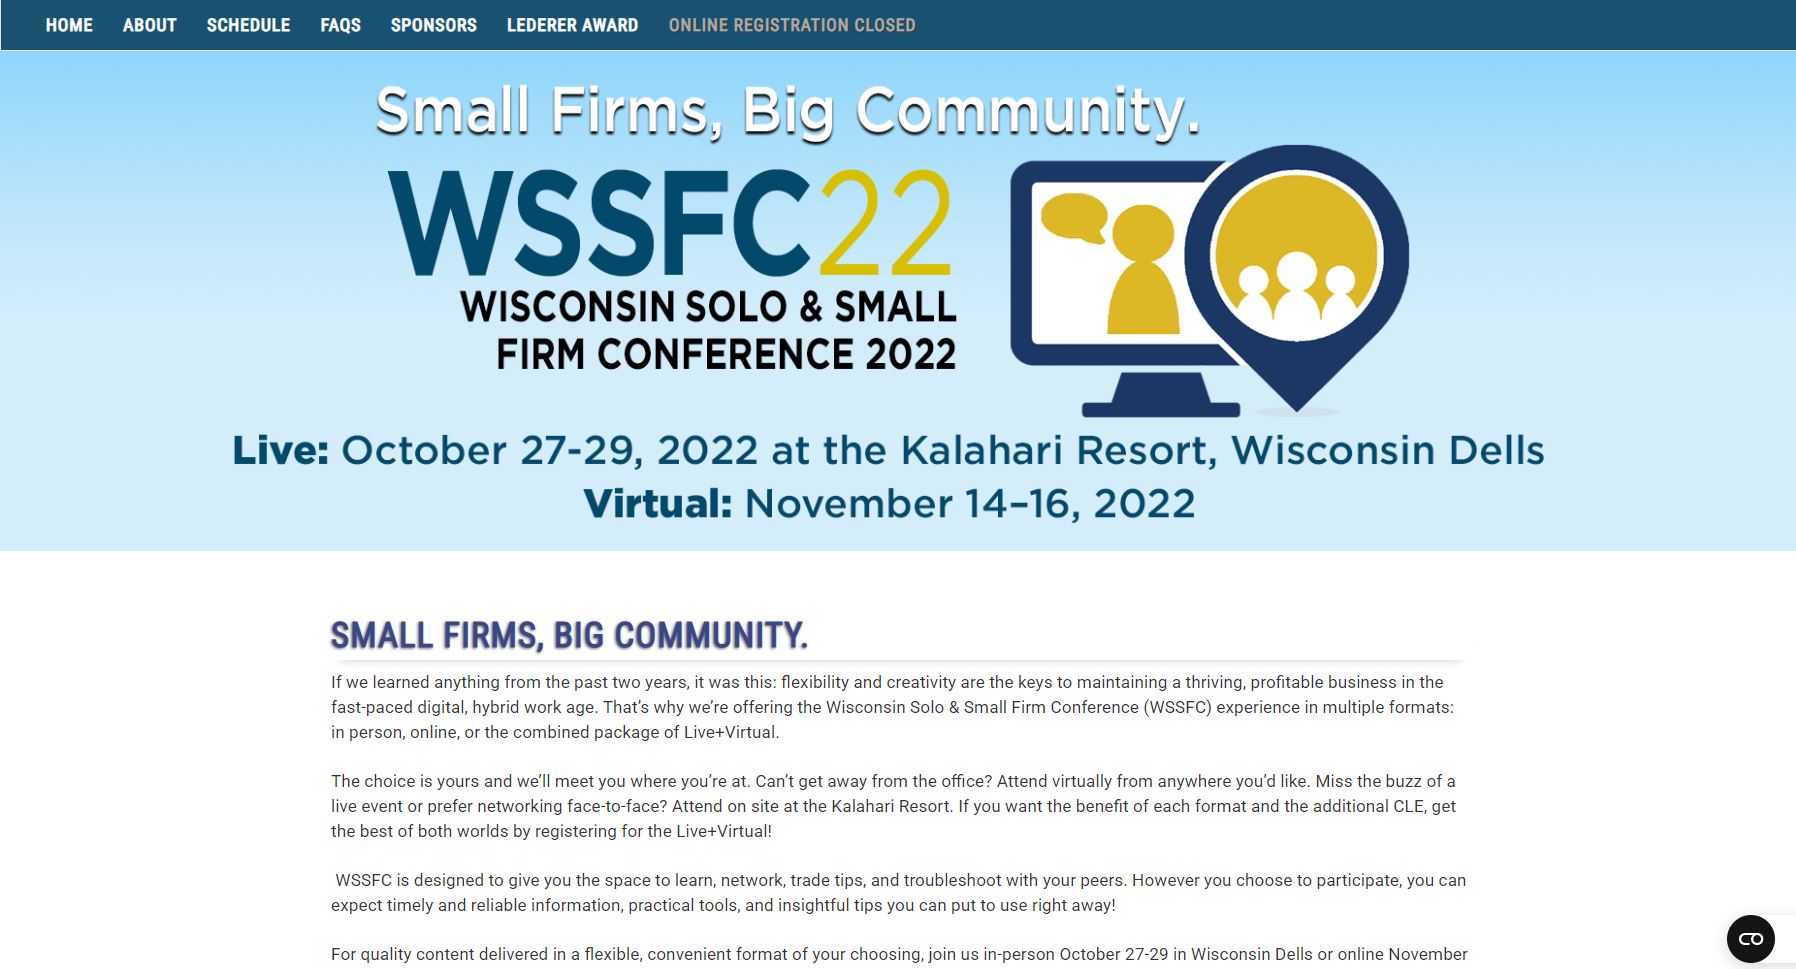 HOME ABOUT SCHEDULE FAQS SPONSORS LEDERER AWARD ONLINE REGISTRATION CLOSED
Small Firms, Big Community.
WSSFC22
WISCONSIN SOLO & SMALL
FIRM CONFERENCE 2022
Live: October 27-29, 2022 at the Kalahari Resort, Wisconsin Dells
Virtual: November 14–16, 2022
SMALL FIRMS, BIG COMMUNITY.
If we learned anything from the past two years, it was this: flexibility and creativity are the keys to maintaining a thriving, profitable business in the
fast-paced digital, hybrid work age. That’s why we’re offering the Wisconsin Solo & Small Firm Conference (WSSFC) experience in multiple formats:
in person, online, or the combined package of Live+Virtual.
The choice is yours and we’ll meet you where you’re at. Can’t get away from the office? Attend virtually from anywhere you’d like. Miss the buzz of a
live event or prefer networking face-to-face? Attend on site at the Kalahari Resort. If you want the benefit of each format and the additional CLE, get
the best of both worlds by registering for the Live+Virtual!
WSSFC is designed to give you the space to learn, network, trade tips, and troubleshoot with your peers. However you choose to participate, you can
expect timely and reliable information, practical tools, and insightful tips you can put to use right away!
For quality content delivered in a flexible, convenient format of your choosing, join us in-person October 27-29 in Wisconsin Dells or online November